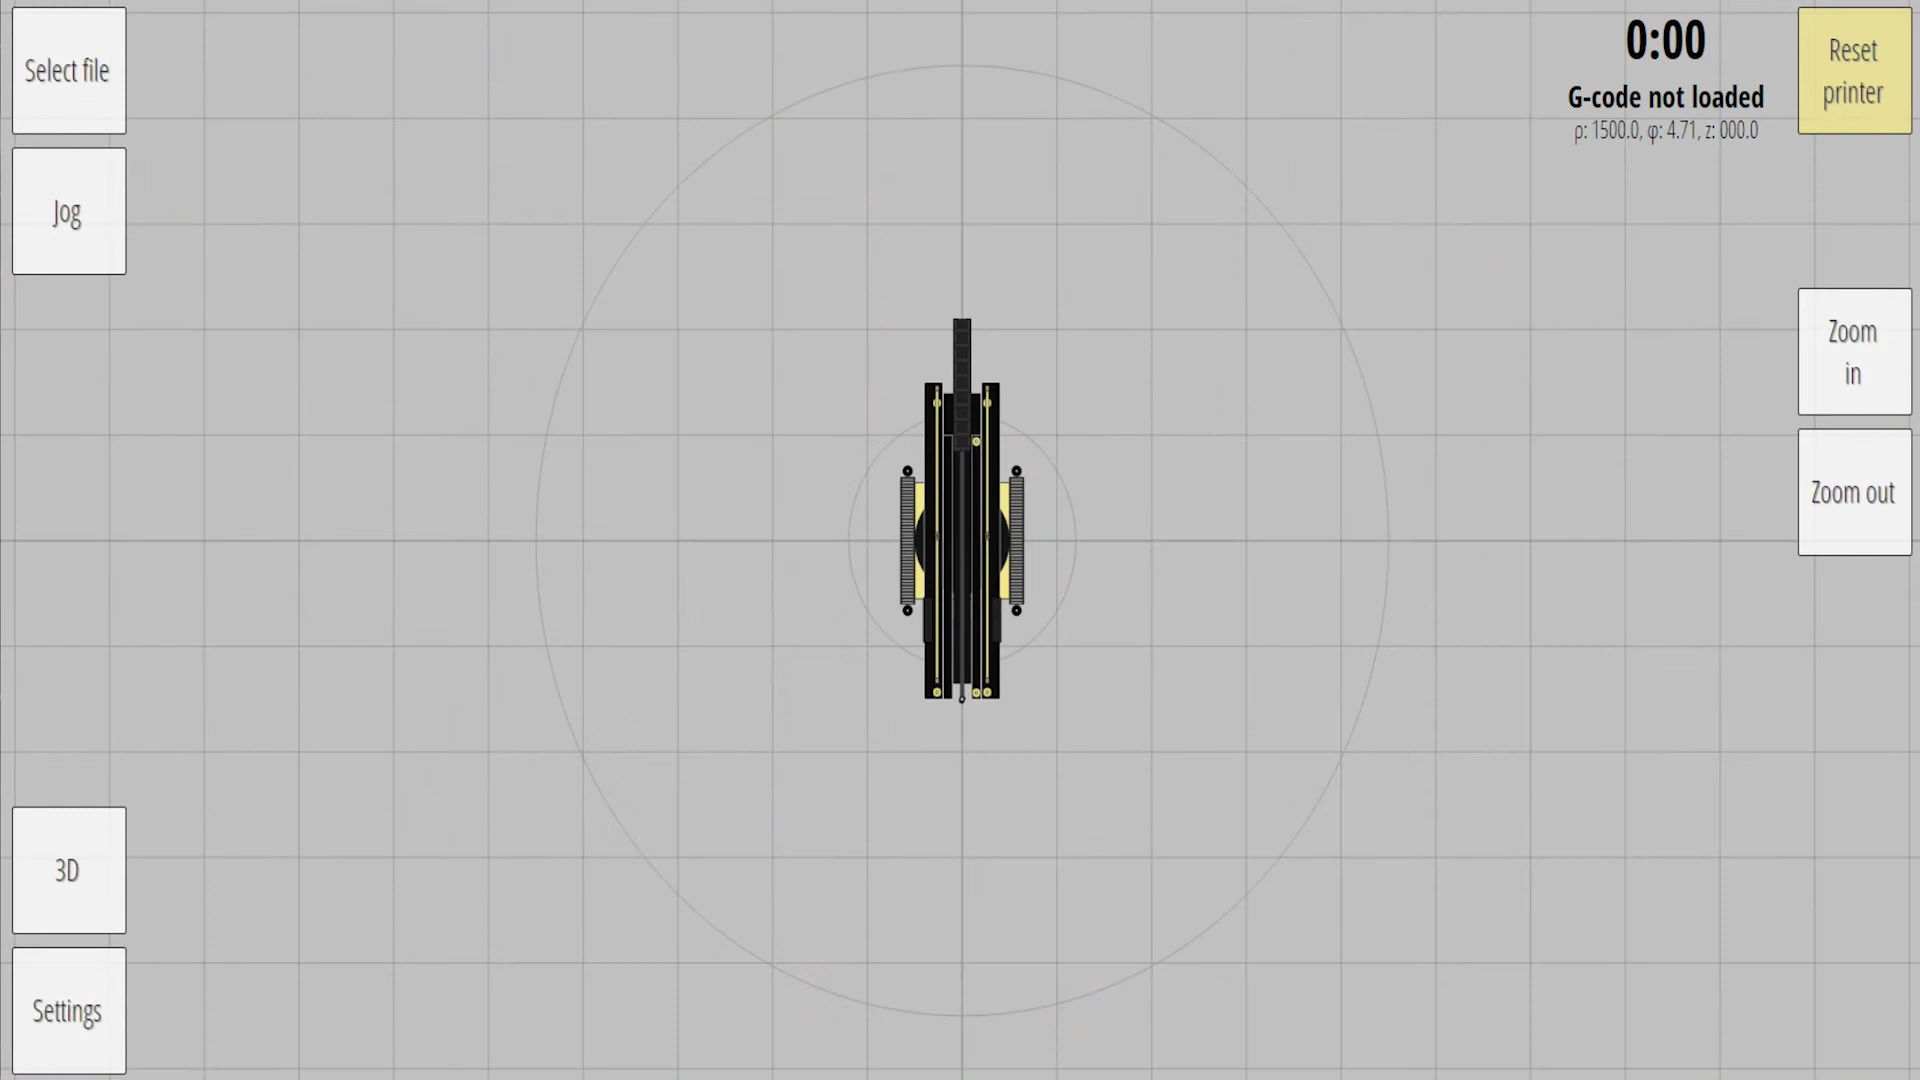 Select file
Jog
3D
Settings
0:00
G-code not loaded
ρ: 1500.0, φ: 4.71, z: 000.0
Reset
printer
Zoom
in
Zoom out